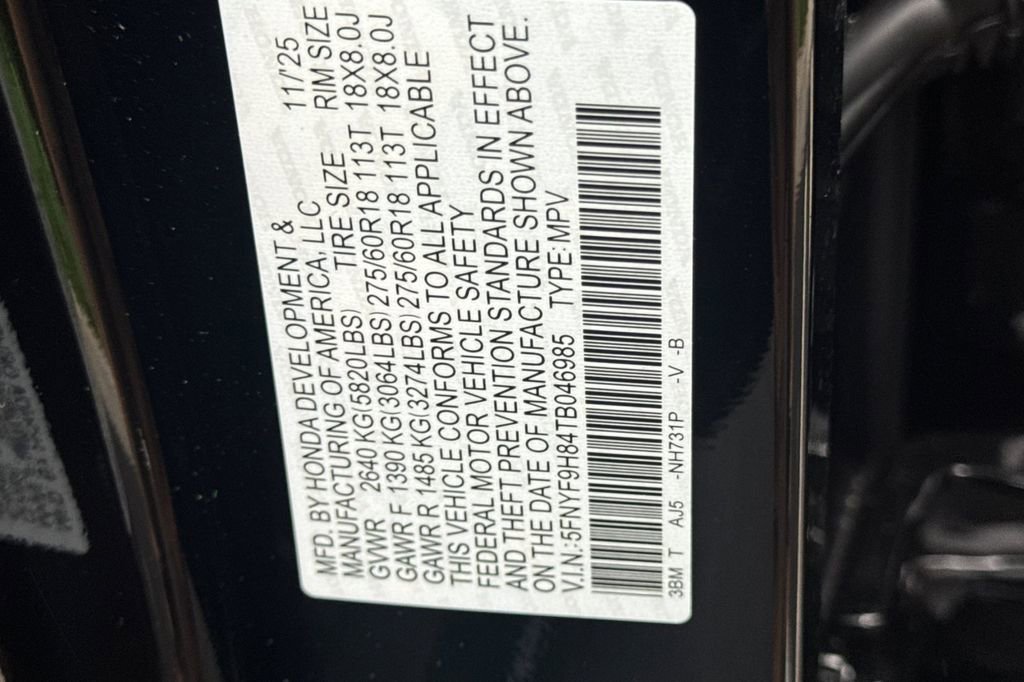 MFD. BY HONDA DEVELOPMENT & 11/'25
MANUFACTURING OF AMERICA, LLC RIM SIZE
GVWR 2640 KG(5820LBS) TIRE SIZE
GAWR F 1390 KG(3064LBS) 275/60R18 113T 18X8.0J
GAWR R 1485 KG(3274LBS) 275/60R18 113T 18X8.0J
THIS VEHICLE CONFORMS TO ALL APPLICABLE
FEDERAL MOTOR VEHICLE SAFETY
AND THEFT PREVENTION STANDARDS IN EFFECT
ON THE DATE OF MANUFACTURE SHOWN ABOVE.
V.I.N.:5FNYF9H84TB046985 TYPE:MPV
3BM T AJ5 -NH731P -V -B